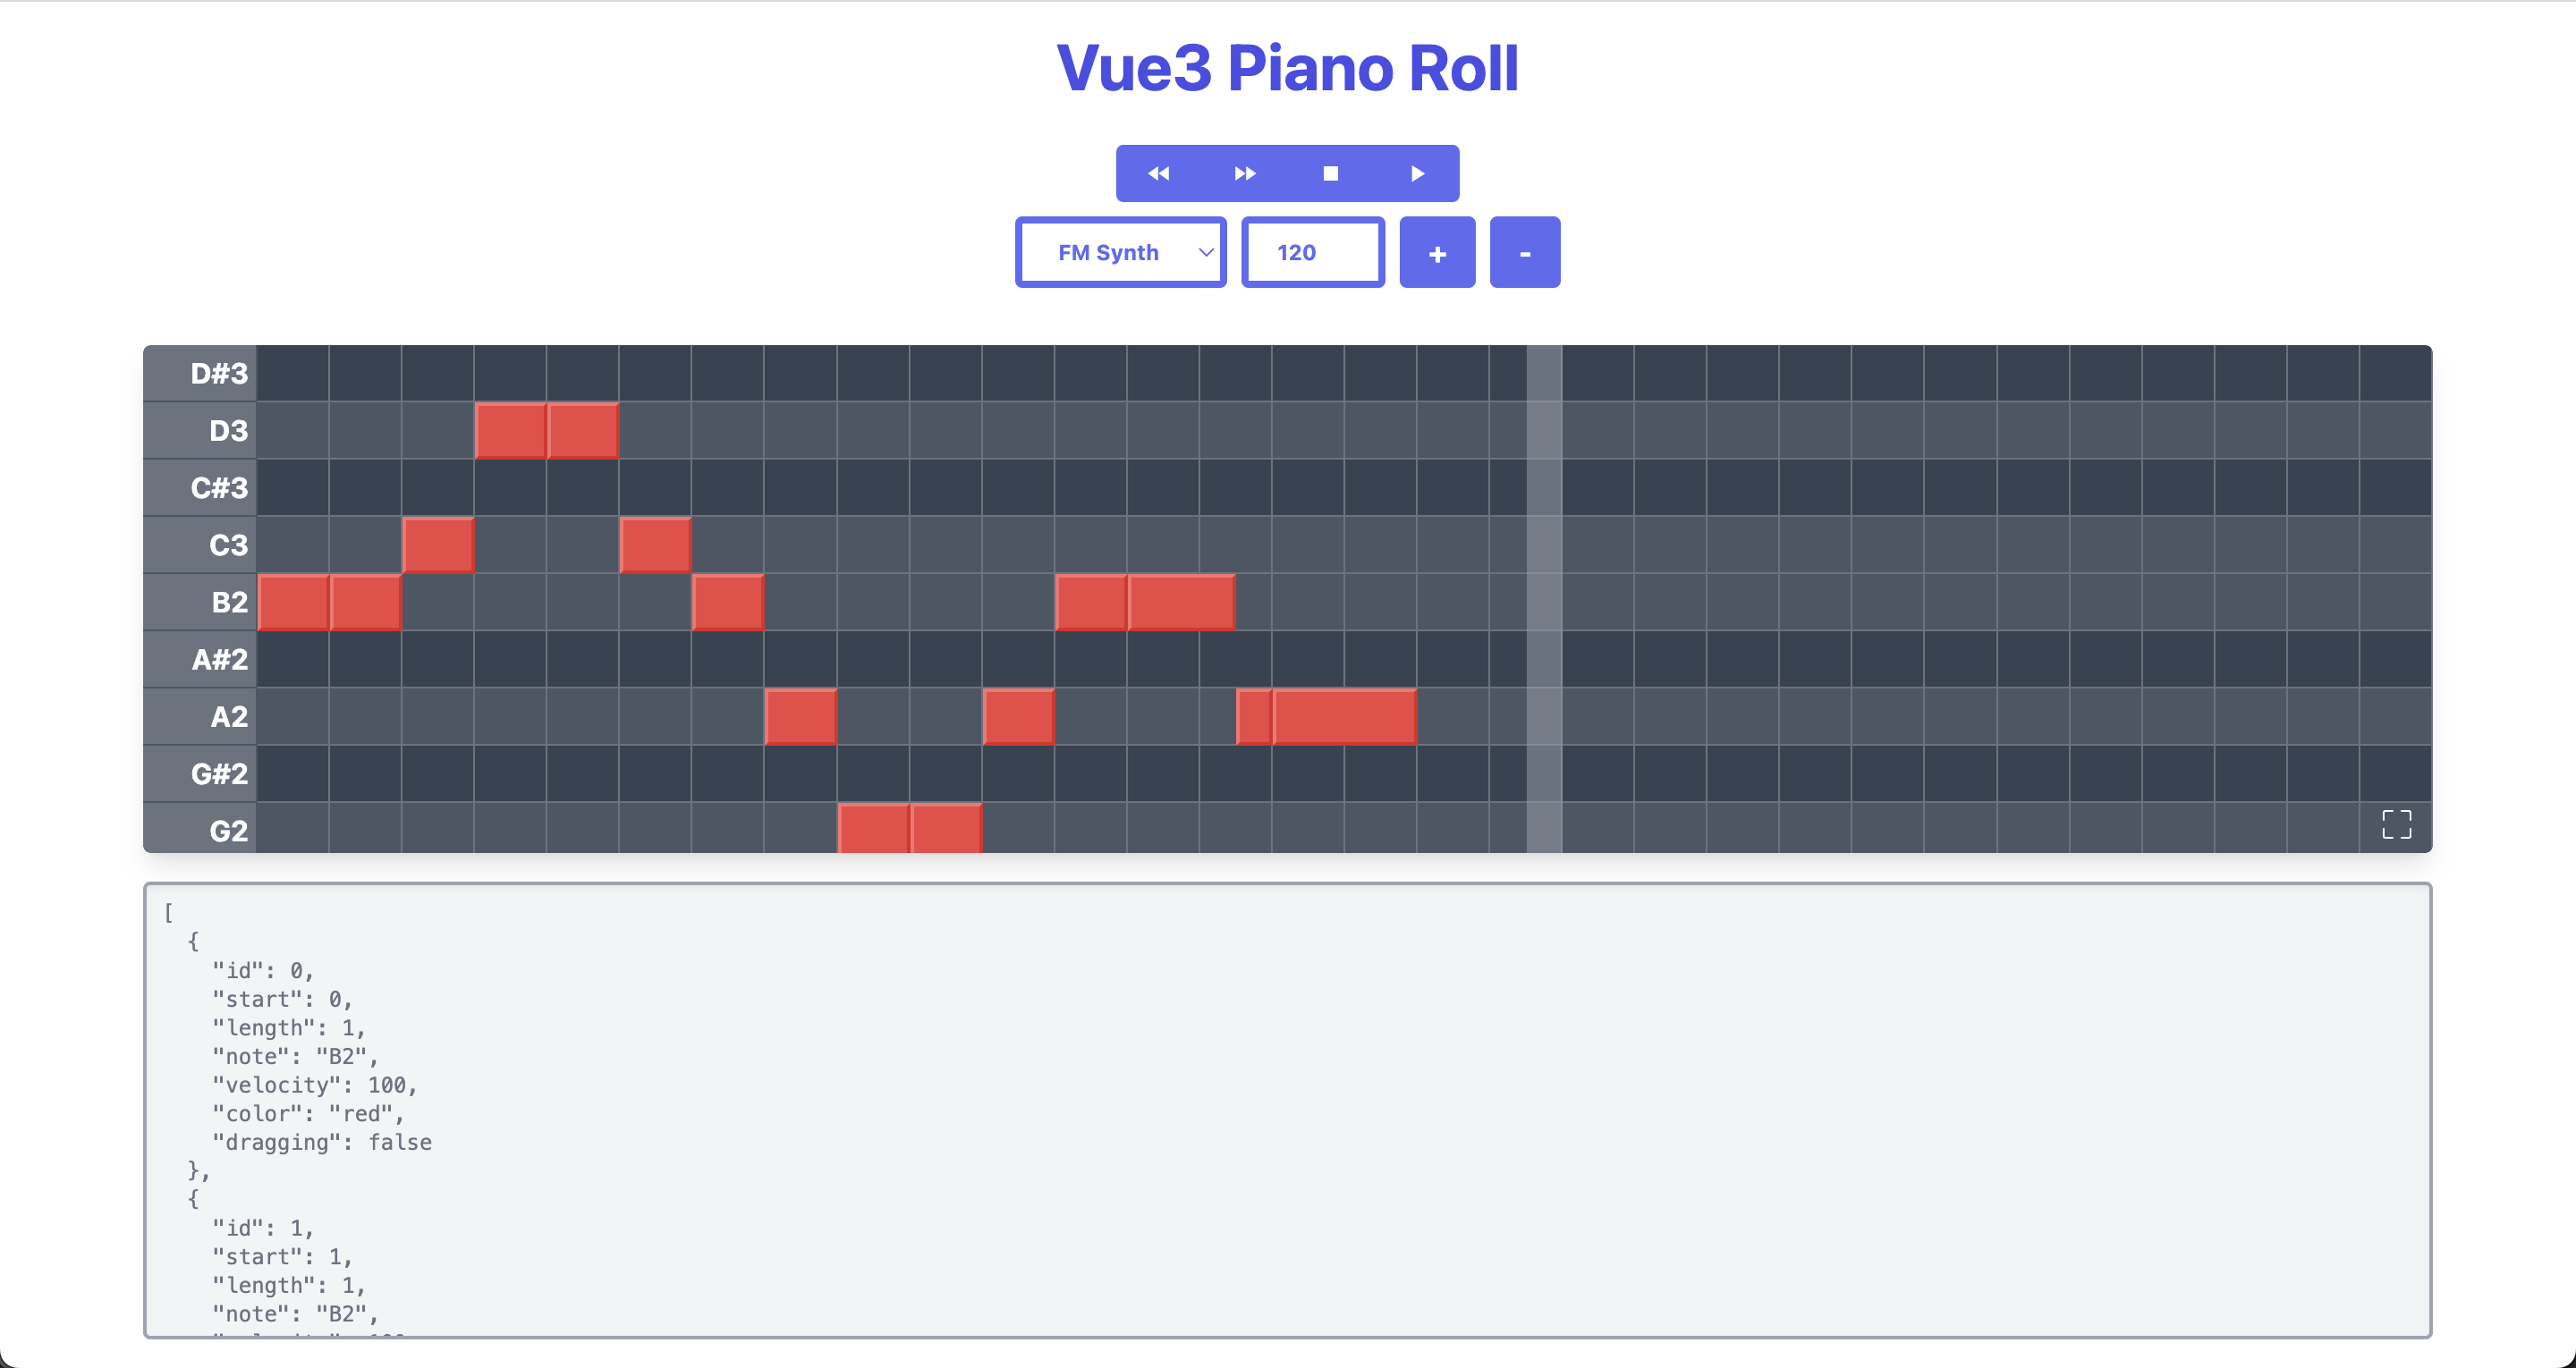 Vue3 Piano Roll
FM Synth 120 + -
D#3
D3
C#3
C3
B2
A#2
A2
G#2
G2
[
  {
    "id": 0,
    "start": 0,
    "length": 1,
    "note": "B2",
    "velocity": 100,
    "color": "red",
    "dragging": false
  },
  {
    "id": 1,
    "start": 1,
    "length": 1,
    "note": "B2",